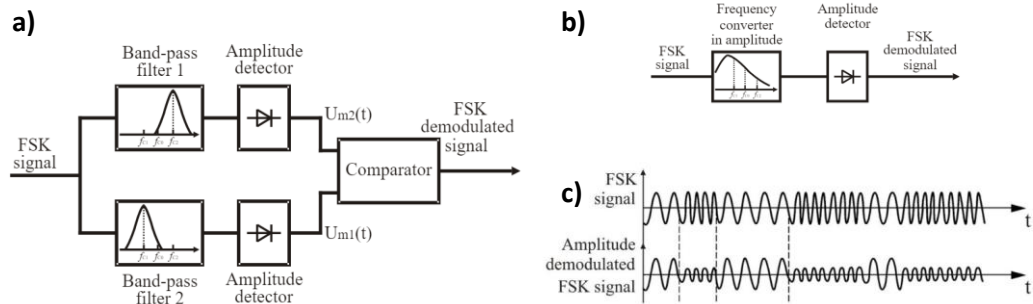 a)
Band-pass
filter 1
Amplitude
detector
Um2(t)
FSK
signal
FSK
demodulated
signal
Comparator
Um1(t)
Band-pass
filter 2
Amplitude
detector
b)
Frequency
converter
in amplitude
Amplitude
detector
FSK
signal
FSK
demodulated
signal
c)
FSK
signal
t
Amplitude
demodulated
FSK signal
t